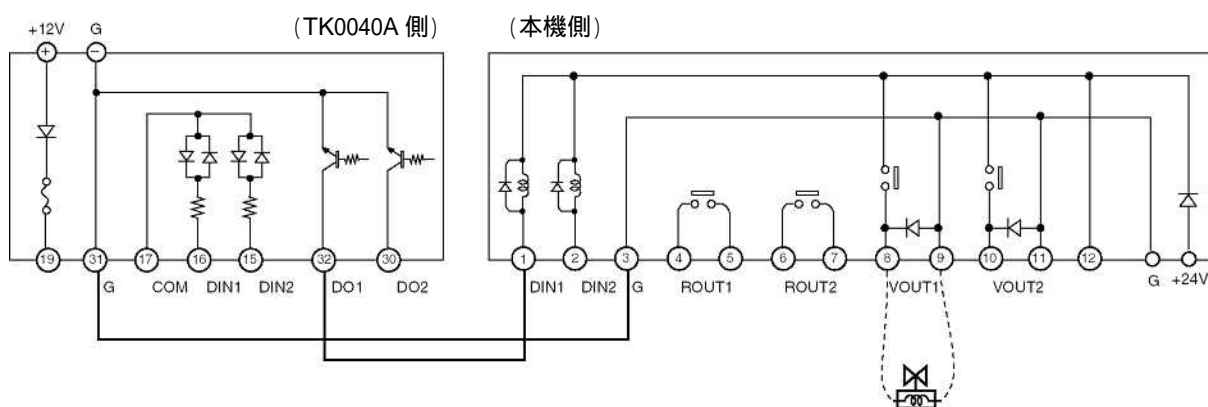 (TK0040A 側) (本機側)
+12V G
+ −
19 31 17 16 15 32 30 1 2 3 4 5 6 7 8 9 10 11 12
G COM DIN1 DIN2 DO1 DO2 DIN1 DIN2 G ROUT1 ROUT2 VOUT1 VOUT2 G +24V